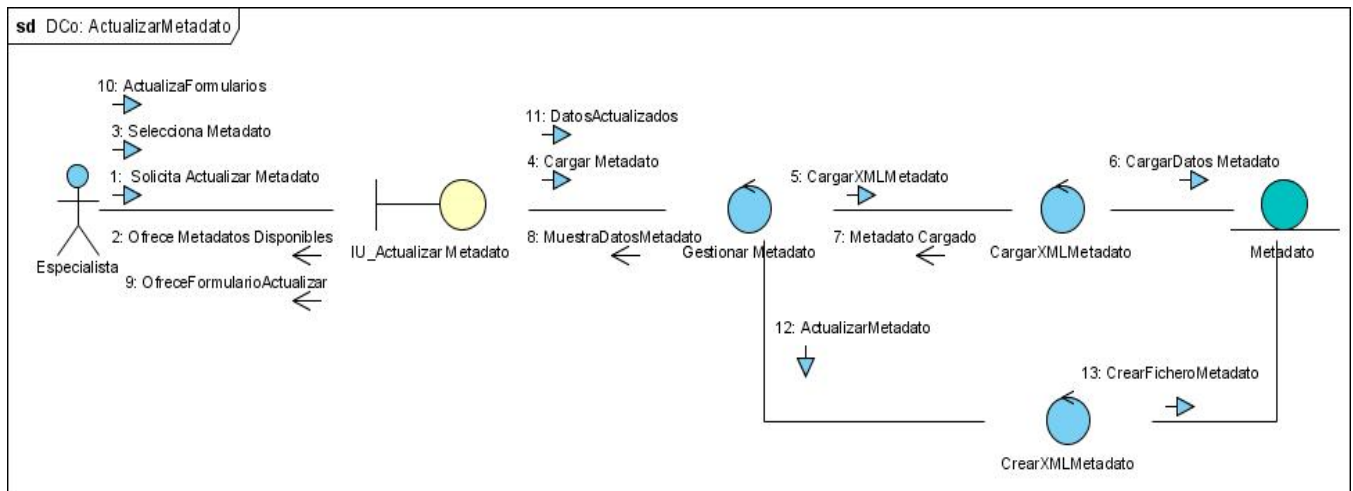 sd DCo: ActualizarMetadato
10: ActualizaFormularios
3: Selecciona Metadato
1: Solicita Actualizar Metadato
2: Ofrece Metadatos Disponibles
9: OfreceFormularioActualizar
Especialista
IU_Actualizar Metadato
11: DatosActualizados
4: Cargar Metadato
8: MuestraDatosMetadato
Gestionar Metadato
5: CargarXMLMetadato
7: Metadato Cargado
CargarXMLMetadato
6: CargarDatos Metadato
Metadato
12: ActualizarMetadato
13: CrearFicheroMetadato
CrearXMLMetadato